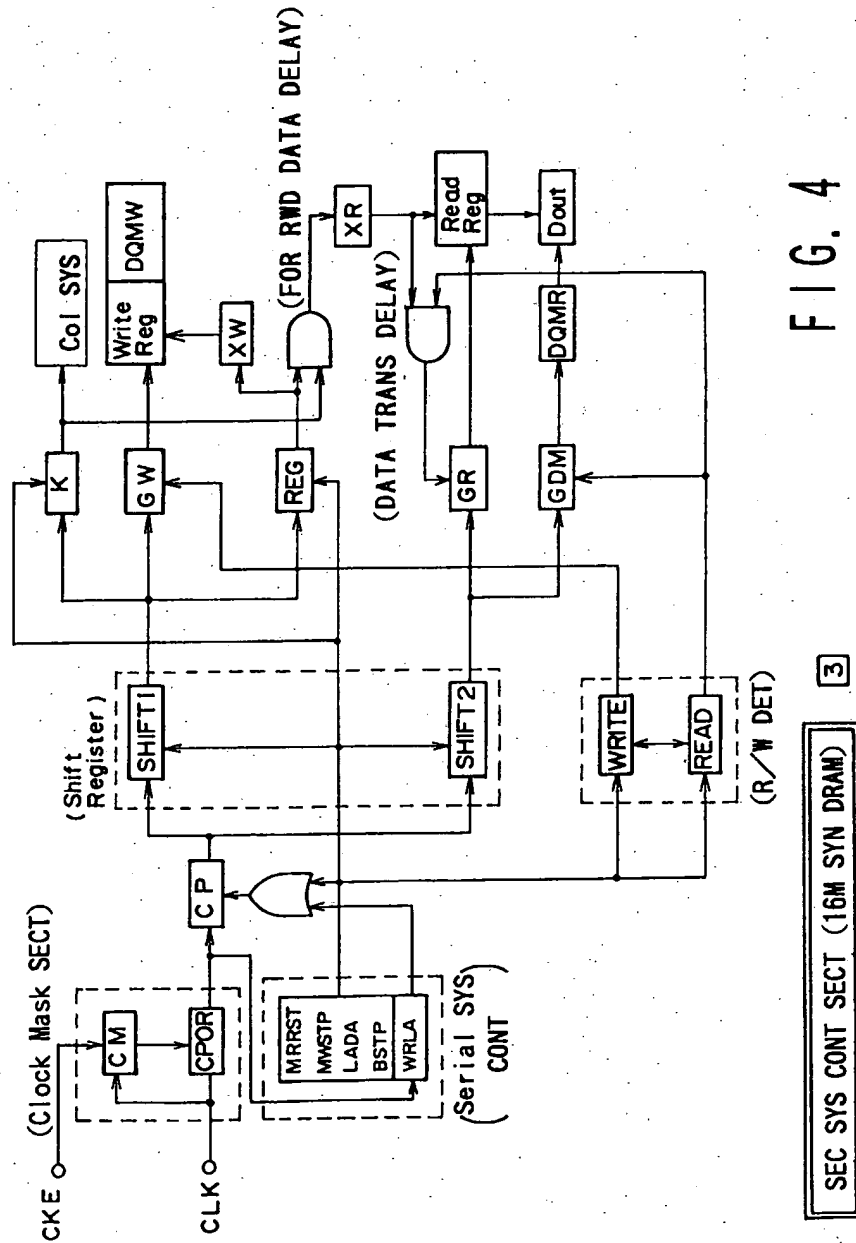 CKE
CLK
(Clock Mask SECT)
CM
CPOR
MRRST
MWSTP
LADA
BSTP
WRLA
(Serial SYS
CONT)
CP
(Shift
Register)
SHIFT1
SHIFT2
WRITE
READ
(R/W DET)
K
GW
REG
(DATA TRANS DELAY)
GR
GDM
Col SYS
Write
Reg
DQMW
XW
(FOR RWD DATA DELAY)
XR
Read
Reg
DQMR
Dout
SEC SYS CONT SECT (16M SYN DRAM)
3
FIG. 4